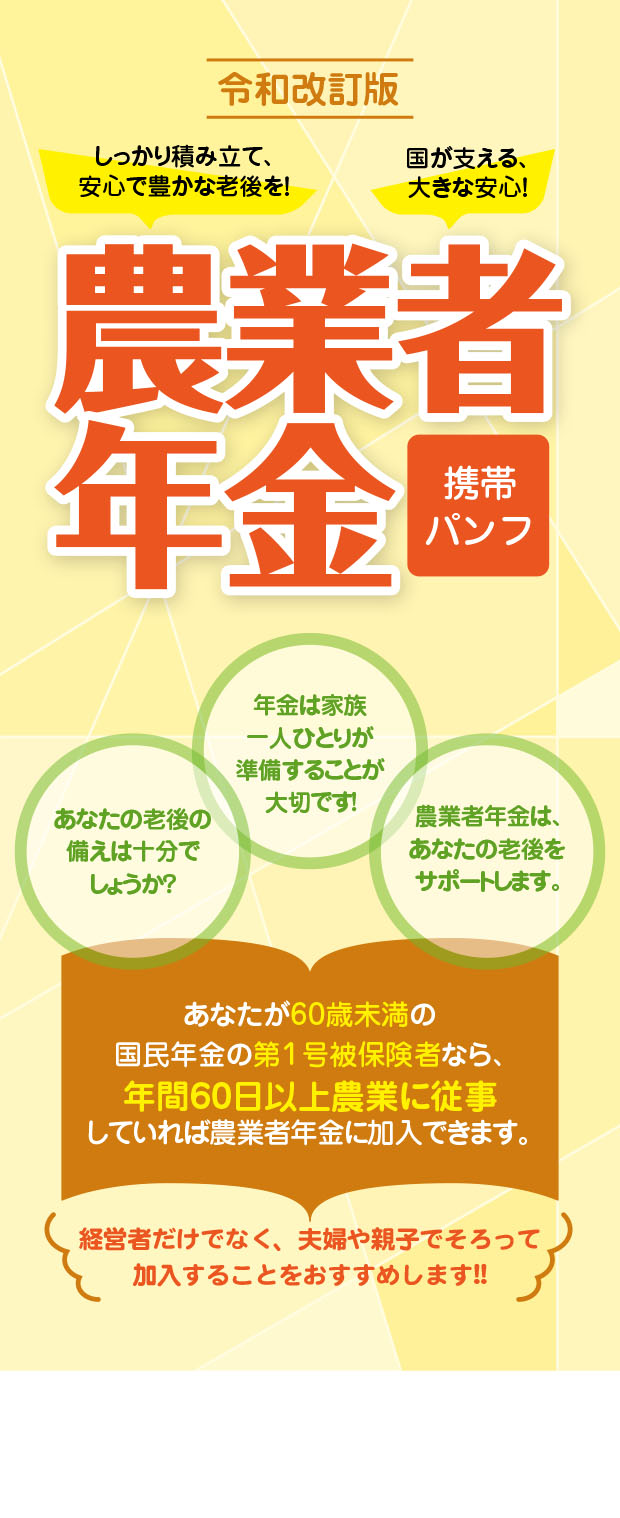 令和改訂版
しっかり積み立て、
安心で豊かな老後を!
国が支える、
大きな安心!
農業者
年金
携帯
パンフ
年金は家族
一人ひとりが
準備することが
大切です!
あなたの老後の
備えは十分で
しょうか?
農業者年金は、
あなたの老後を
サポートします。
あなたが60歳未満の
国民年金の第1号被保険者なら、
年間60日以上農業に従事
していれば農業者年金に加入できます。
経営者だけでなく、夫婦や親子でそろって
加入することをおすすめします!!